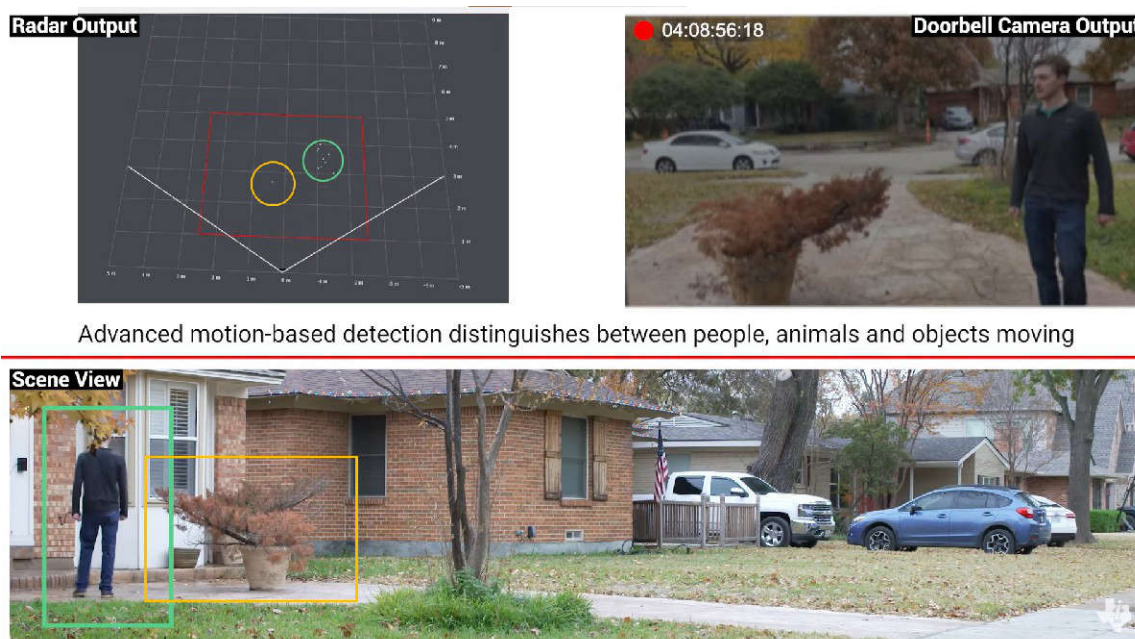 Radar Output
04:08:56:18
Doorbell Camera Output
Advanced motion-based detection distinguishes between people, animals and objects moving
Scene View